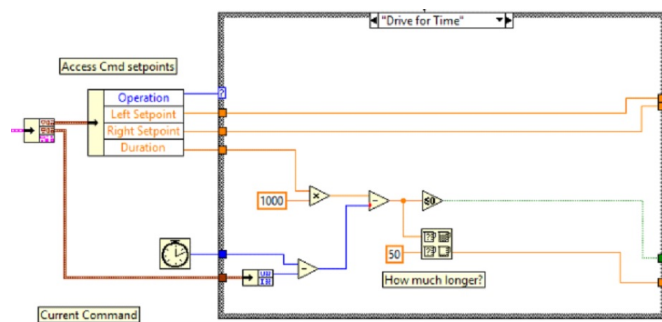 "Drive for Time"
Access Cmd setpoints
Operation
Left Setpoint
Right Setpoint
Duration
1000
≤0
50
How much longer?
Current Command